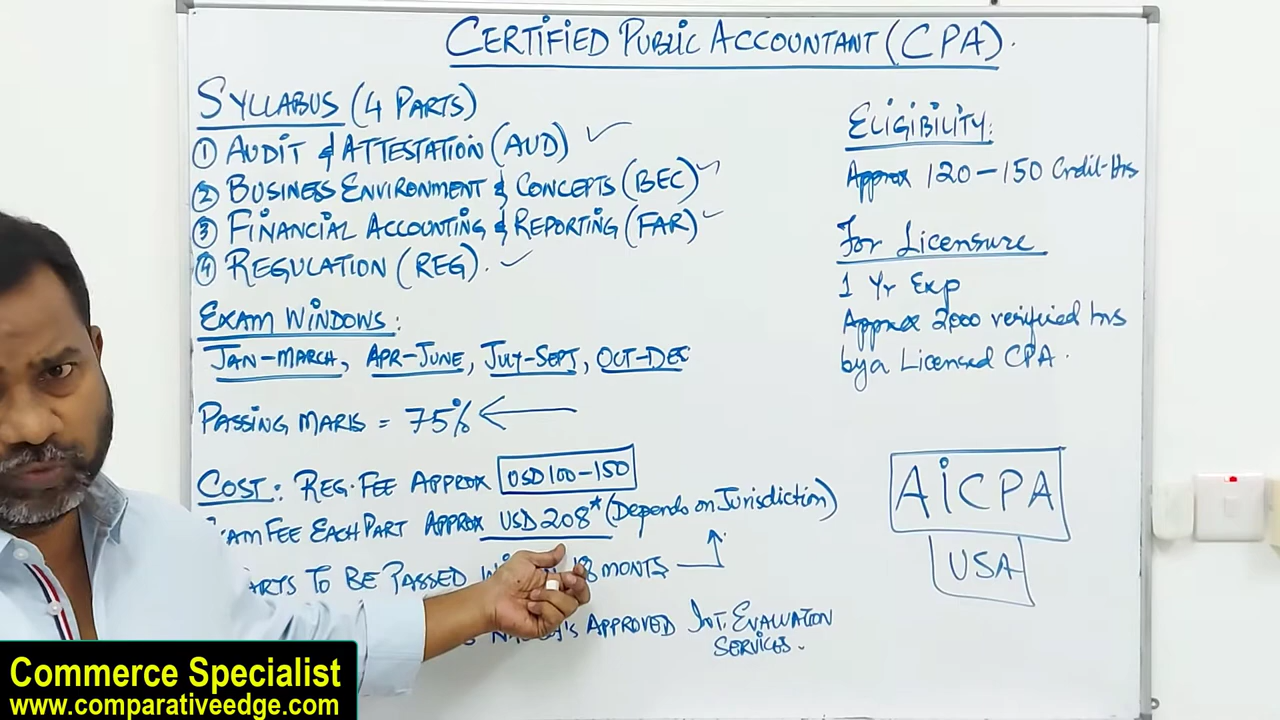 CERTIFIED PUBLIC ACCOUNTANT (CPA).
SYLLABUS (4 PARTS)
① AUDIT & ATTESTATION (AUD) ✓
② BUSINESS ENVIRONMENT & CONCEPTS (BEC) ✓
③ FINANCIAL ACCOUNTING & REPORTING (FAR) ✓
④ REGULATION (REG). ✓
EXAM WINDOWS:
JAN-MARCH, APR-JUNE, JULY-SEPT, OCT-DEC
PASSING MARKS = 75% ←
COST: REG. FEE APPROX USD 100-150
FEE EACH PART APPROX USD 208* (Depends on Jurisdiction)
TO BE PASSED 18 MONTS
APPROVED INT. EVALUATION
SERVICES.
ELIGIBILITY:
Approx 120-150 Credit-Hrs
For Licensure
1 Yr Exp
Approx 2000 verified hrs
by a Licensed CPA.
AiCPA
USA
Commerce Specialist
www.comparativeedge.com